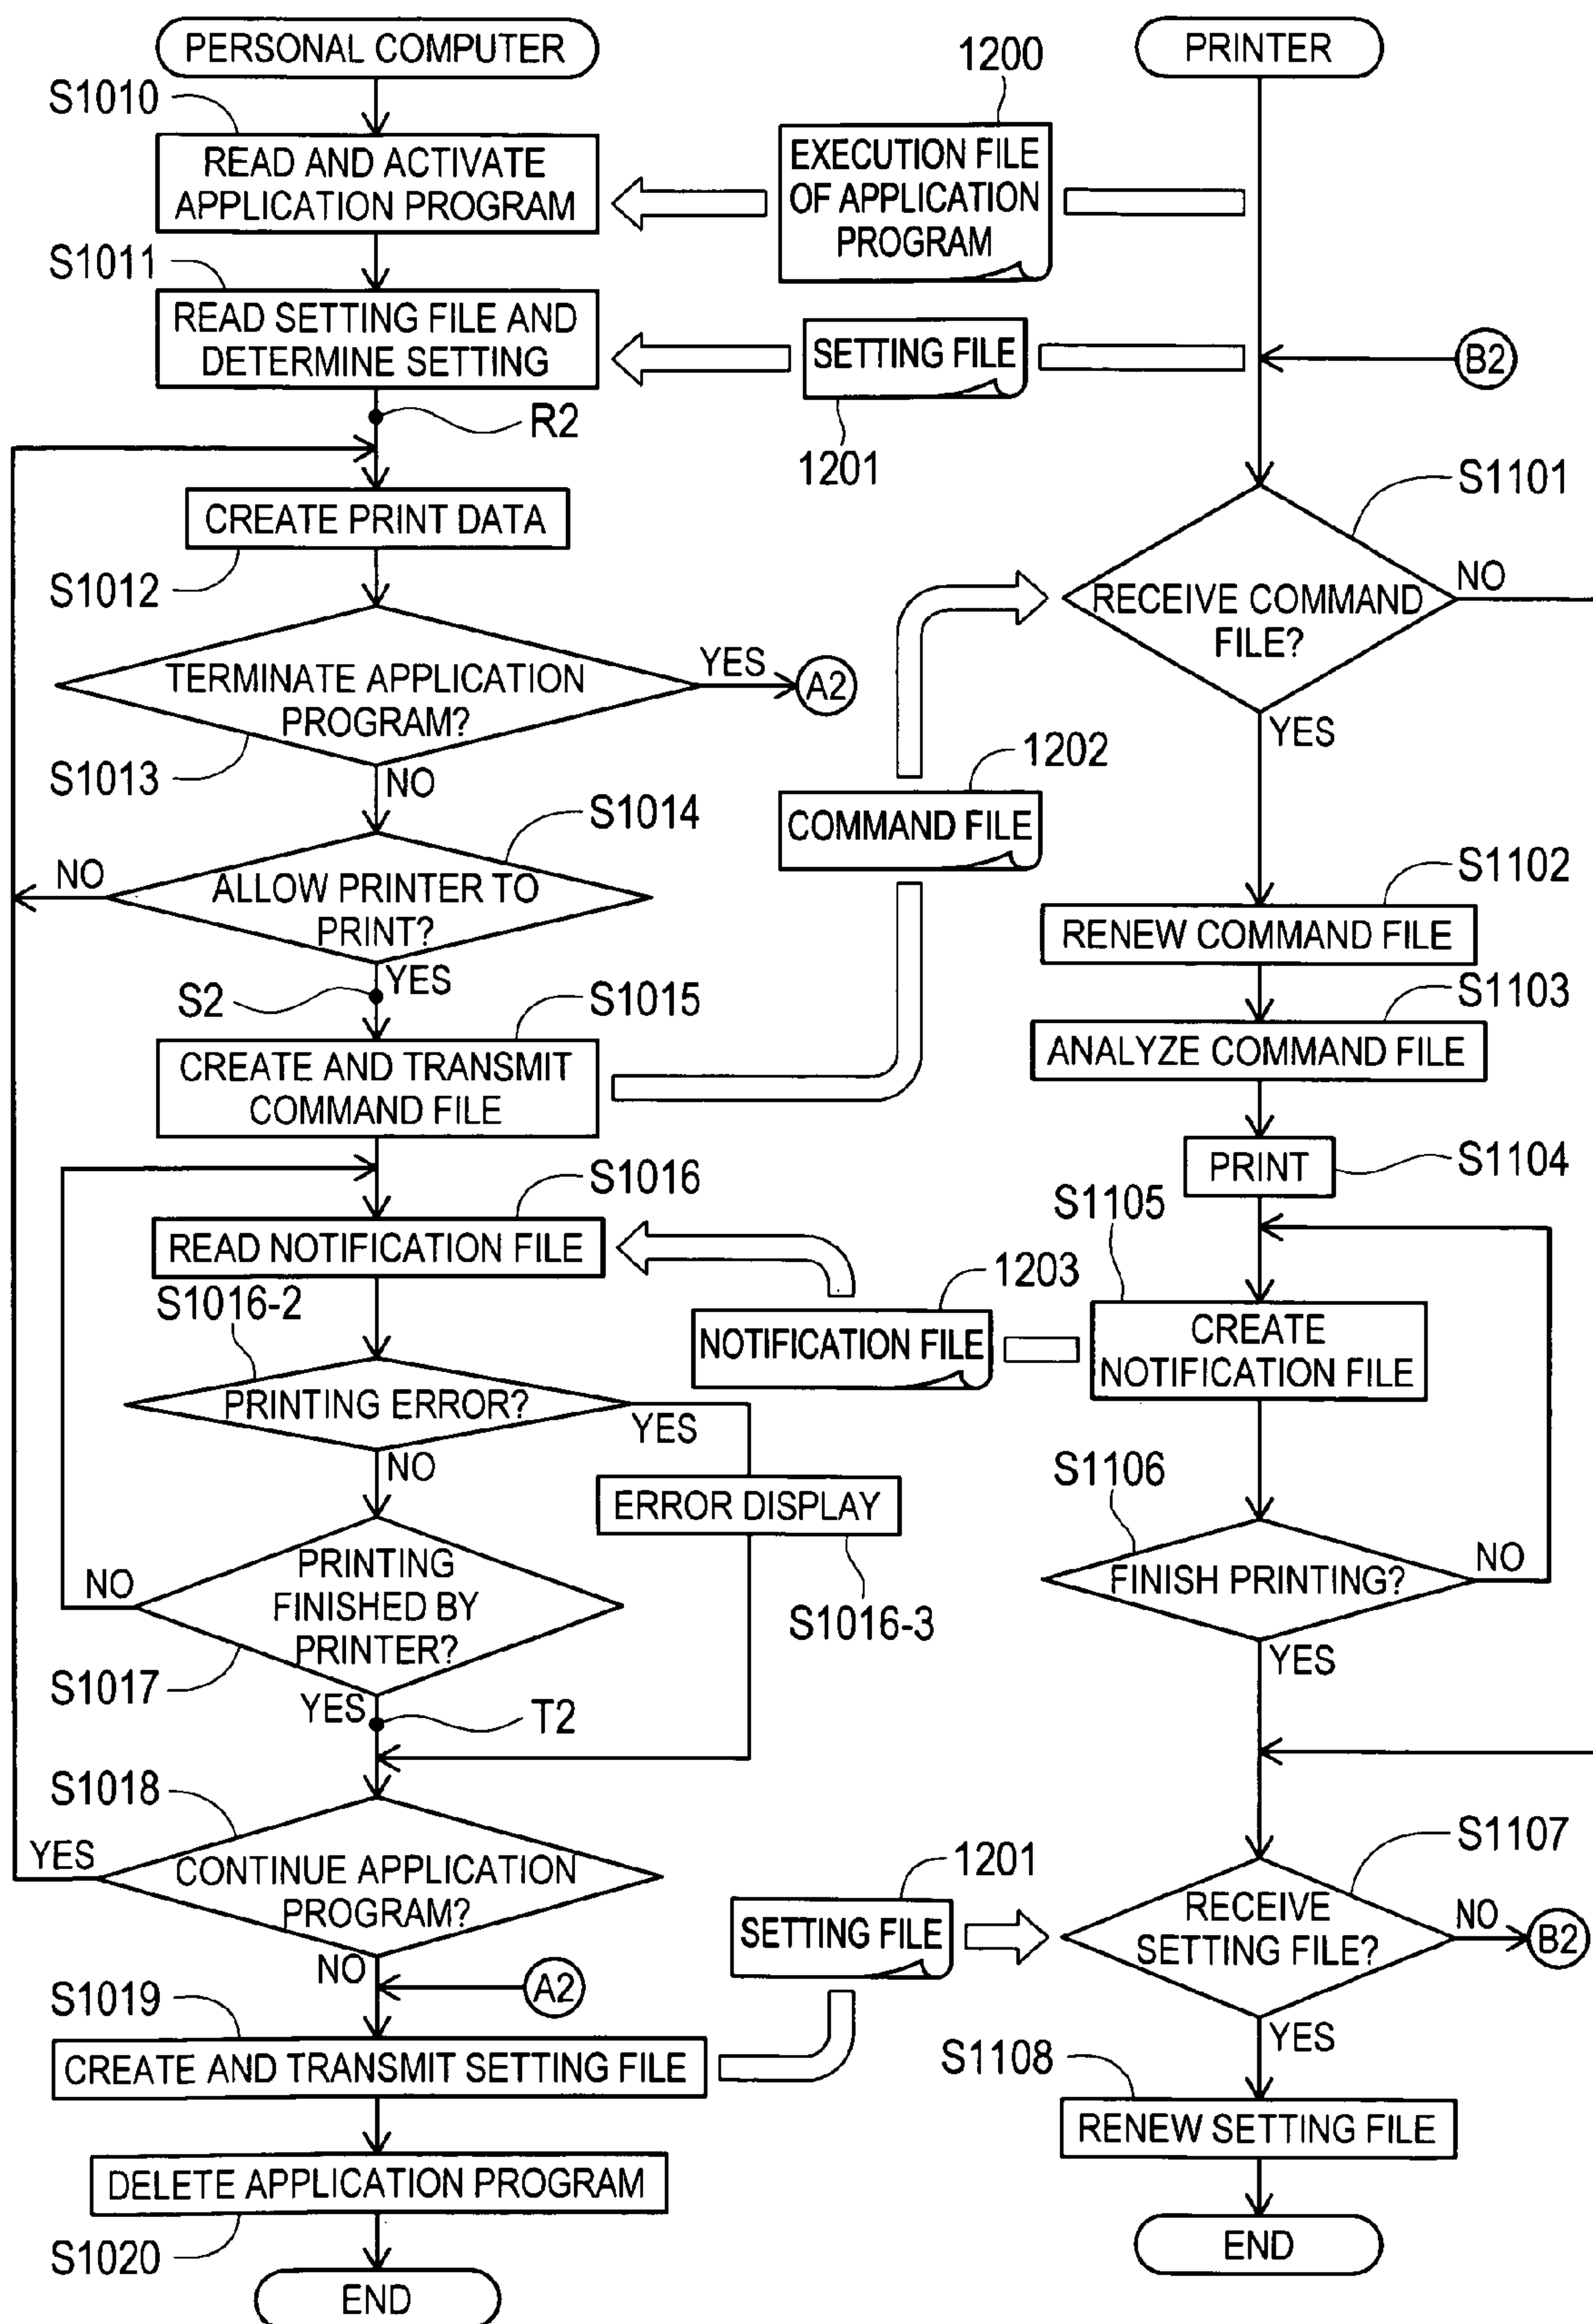 PERSONAL COMPUTER
S1010
READ AND ACTIVATE
APPLICATION PROGRAM
S1011
READ SETTING FILE AND
DETERMINE SETTING
R2
CREATE PRINT DATA
S1012
TERMINATE APPLICATION
PROGRAM?
YES
A2
S1013
NO
S1014
ALLOW PRINTER TO
PRINT?
NO
YES
S2
S1015
CREATE AND TRANSMIT
COMMAND FILE
S1016
READ NOTIFICATION FILE
S1016-2
PRINTING ERROR?
YES
NO
ERROR DISPLAY
S1016-3
PRINTING
FINISHED BY
PRINTER?
NO
S1017
YES
T2
S1018
YES
CONTINUE APPLICATION
PROGRAM?
NO
A2
S1019
CREATE AND TRANSMIT SETTING FILE
DELETE APPLICATION PROGRAM
S1020
END
1200
EXECUTION FILE
OF APPLICATION
PROGRAM
SETTING FILE
1201
1202
COMMAND FILE
1203
NOTIFICATION FILE
1201
SETTING FILE
PRINTER
B2
S1101
RECEIVE COMMAND
FILE?
NO
YES
S1102
RENEW COMMAND FILE
S1103
ANALYZE COMMAND FILE
PRINT
S1104
S1105
CREATE
NOTIFICATION FILE
S1106
FINISH PRINTING?
NO
YES
S1107
RECEIVE
SETTING FILE?
NO
B2
YES
S1108
RENEW SETTING FILE
END